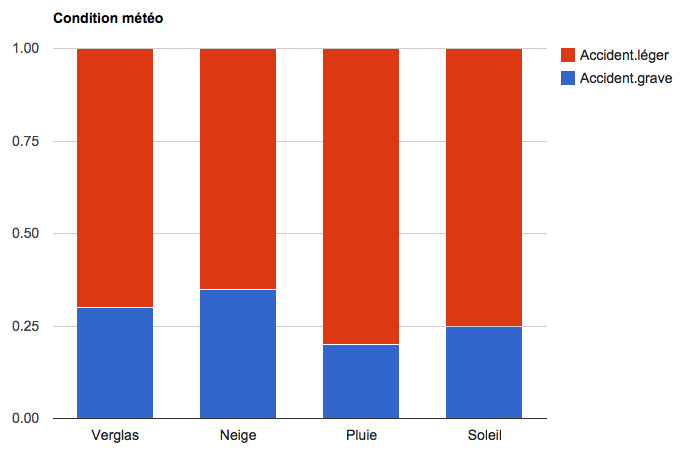 Condition météo
1.00
0.75
0.50
0.25
0.00
Verglas
Neige
Pluie
Soleil
Accident.léger
Accident.grave